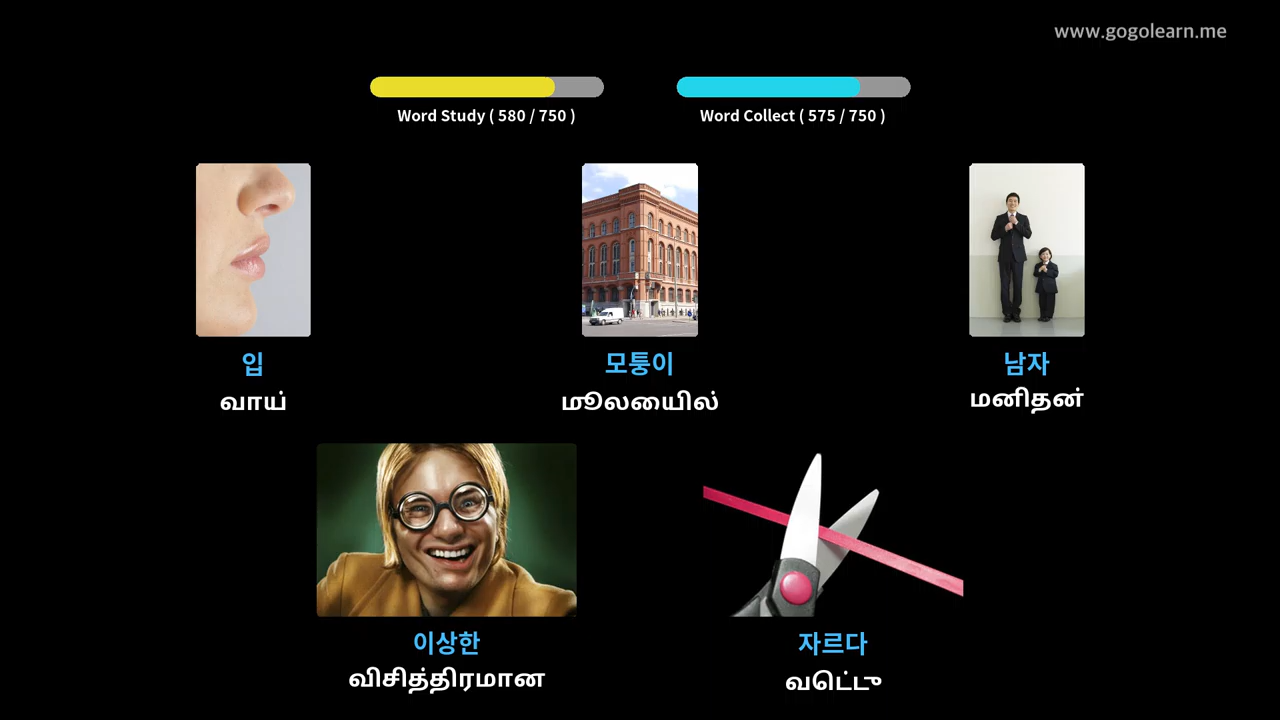 www.gogolearn.me
Word Study ( 580 / 750 )
Word Collect ( 575 / 750 )
입
வாய்
모퉁이
மூலையில்
남자
மனிதன்
이상한
விசித்திரமான
자르다
வெட்டு